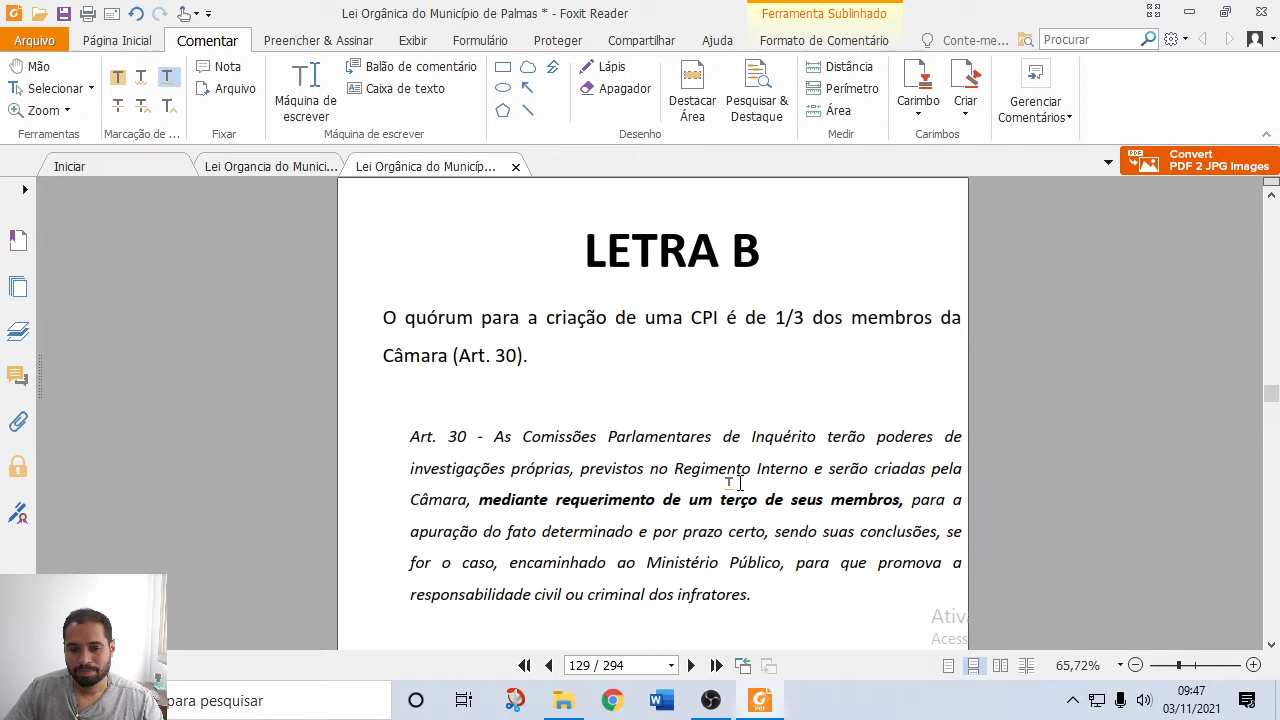 Lei Orgânica do Município de Palmas * - Foxit Reader
Ferramenta Sublinhado
Arquivo
Página Inicial
Comentar
Preencher & Assinar
Exibir
Formulário
Proteger
Compartilhar
Ajuda
Formato de Comentário
Conte-me...
Procurar
Mão
Selecionar
Zoom
Ferramentas
Marcação de ...
Nota
Arquivo
Fixar
Máquina de
escrever
Balão de comentário
Caixa de texto
Máquina de escrever
Lápis
Apagador
Destacar
Área
Pesquisar &
Destaque
Desenho
Distância
Perímetro
Área
Medir
Carimbo
Criar
Carimbos
Gerenciar
Comentários
Iniciar
Lei Organcia do Munici...
Lei Orgânica do Municíp...
PDF
Convert
PDF 2 JPG Images
LETRA B
O quórum para a criação de uma CPI é de 1/3 dos membros da
Câmara (Art. 30).
Art. 30 - As Comissões Parlamentares de Inquérito terão poderes de
investigações próprias, previstos no Regimento Interno e serão criadas pela
Câmara, mediante requerimento de um terço de seus membros, para a
apuração do fato determinado e por prazo certo, sendo suas conclusões, se
for o caso, encaminhado ao Ministério Público, para que promova a
responsabilidade civil ou criminal dos infratores.
Ativ
Acess
129 / 294
65,72%
para pesquisar
PDF
09:47
03/11/2021